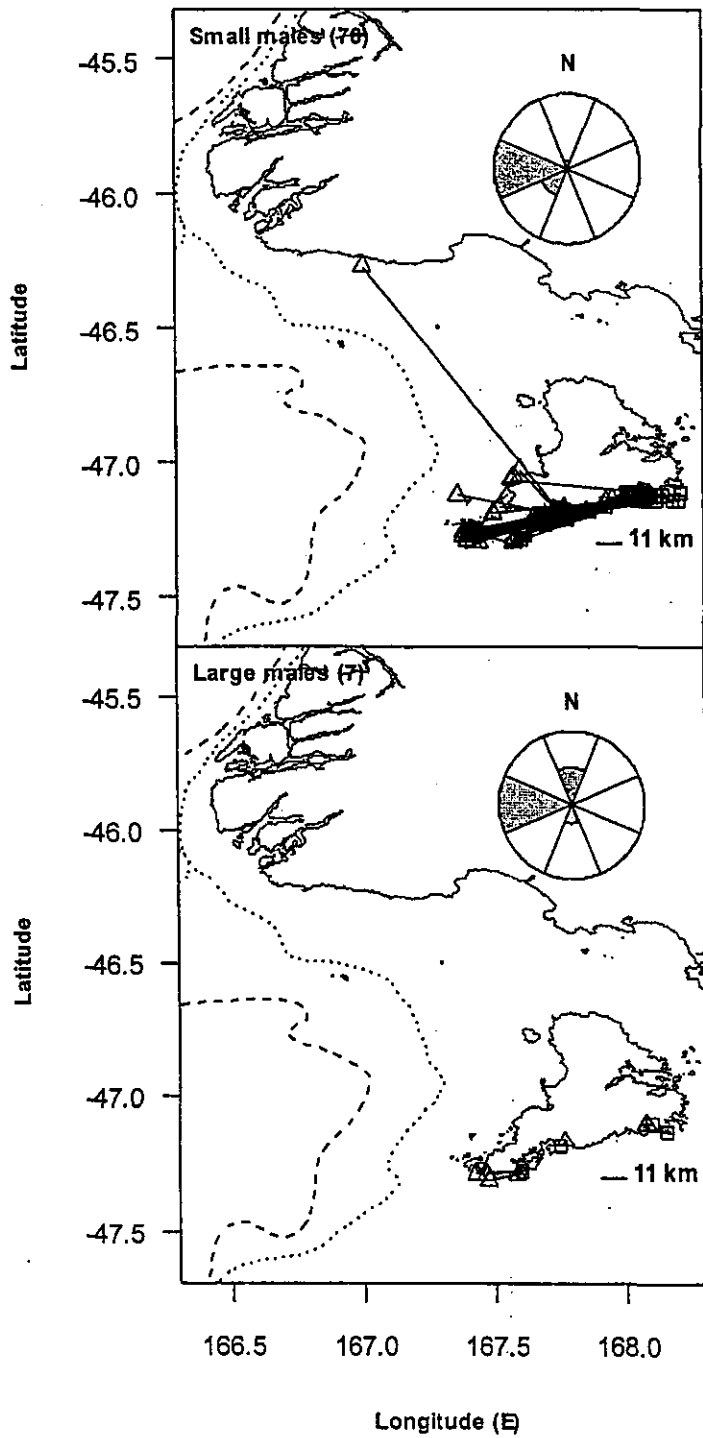 Small males (76)
N
-45.5
-46.0
-46.5
-47.0
-47.5
Latitude
11 km
Large males (7)
N
-45.5
-46.0
-46.5
-47.0
-47.5
Latitude
11 km
166.5 167.0 167.5 168.0
Longitude (E)